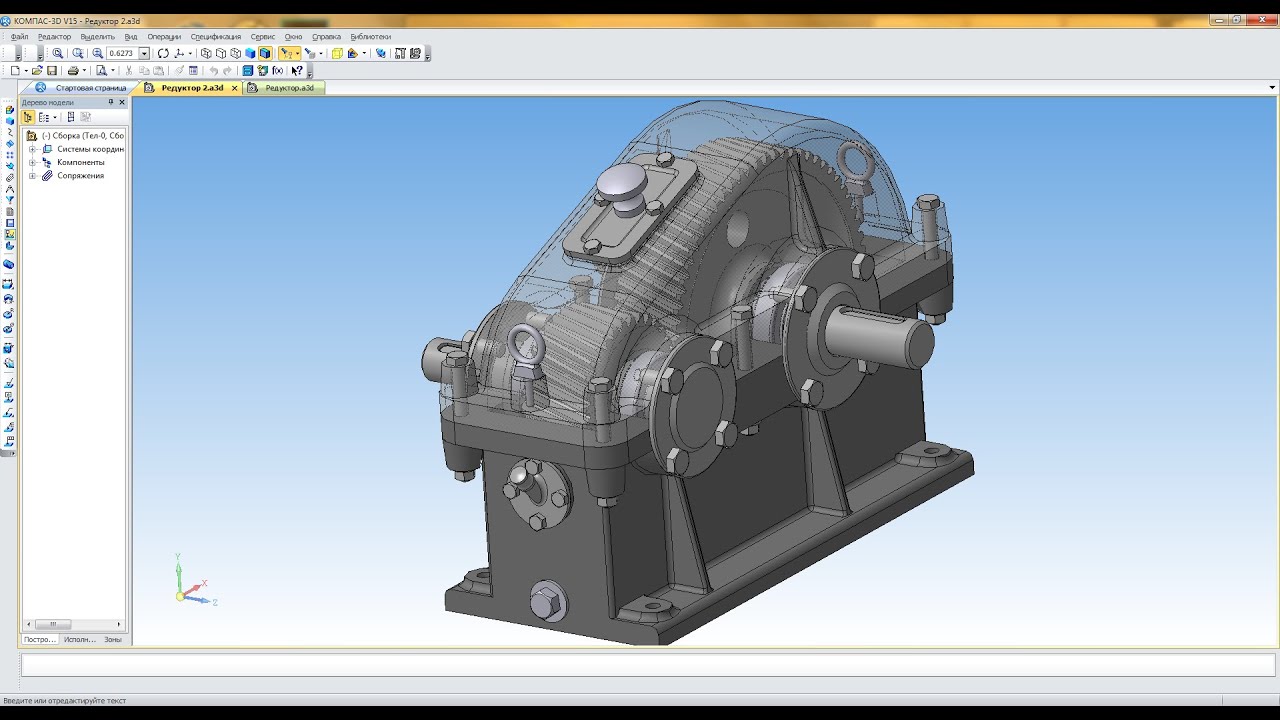 КОМПАС-3D V15 - Редуктор 2.a3d
Файл Редактор Выделить Вид Операции Спецификация Сервис Окно Справка Библиотеки
0.6273
f(x)
Стартовая страница Редуктор 2.a3d Редуктор.a3d
Дерево модели
(-) Сборка (Тел-0, Сбо
Системы координ
Компоненты
Сопряжения
Y
X
Z
Постро... Исполн... Зоны
Введите или отредактируйте текст